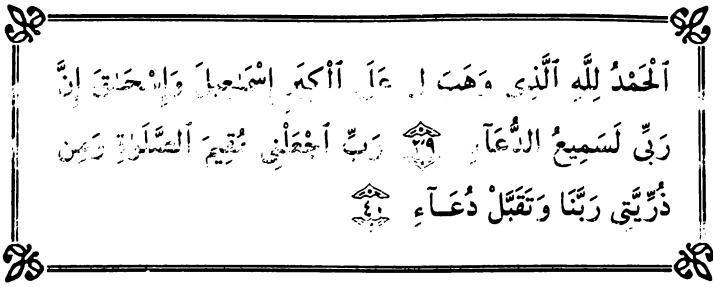 ٱلْحَمْدُ لِلَّهِ ٱلَّذِى وَهَبَ لِى عَلَى ٱلْكِبَرِ إِسْمَٰعِيلَ وَإِسْحَٰقَ إِنَّ
رَبِّى لَسَمِيعُ ٱلدُّعَآءِ ٣٩ رَبِّ ٱجْعَلْنِى مُقِيمَ ٱلصَّلَوٰةِ وَمِن
ذُرِّيَّتِى رَبَّنَا وَتَقَبَّلْ دُعَآءِ ٤٠